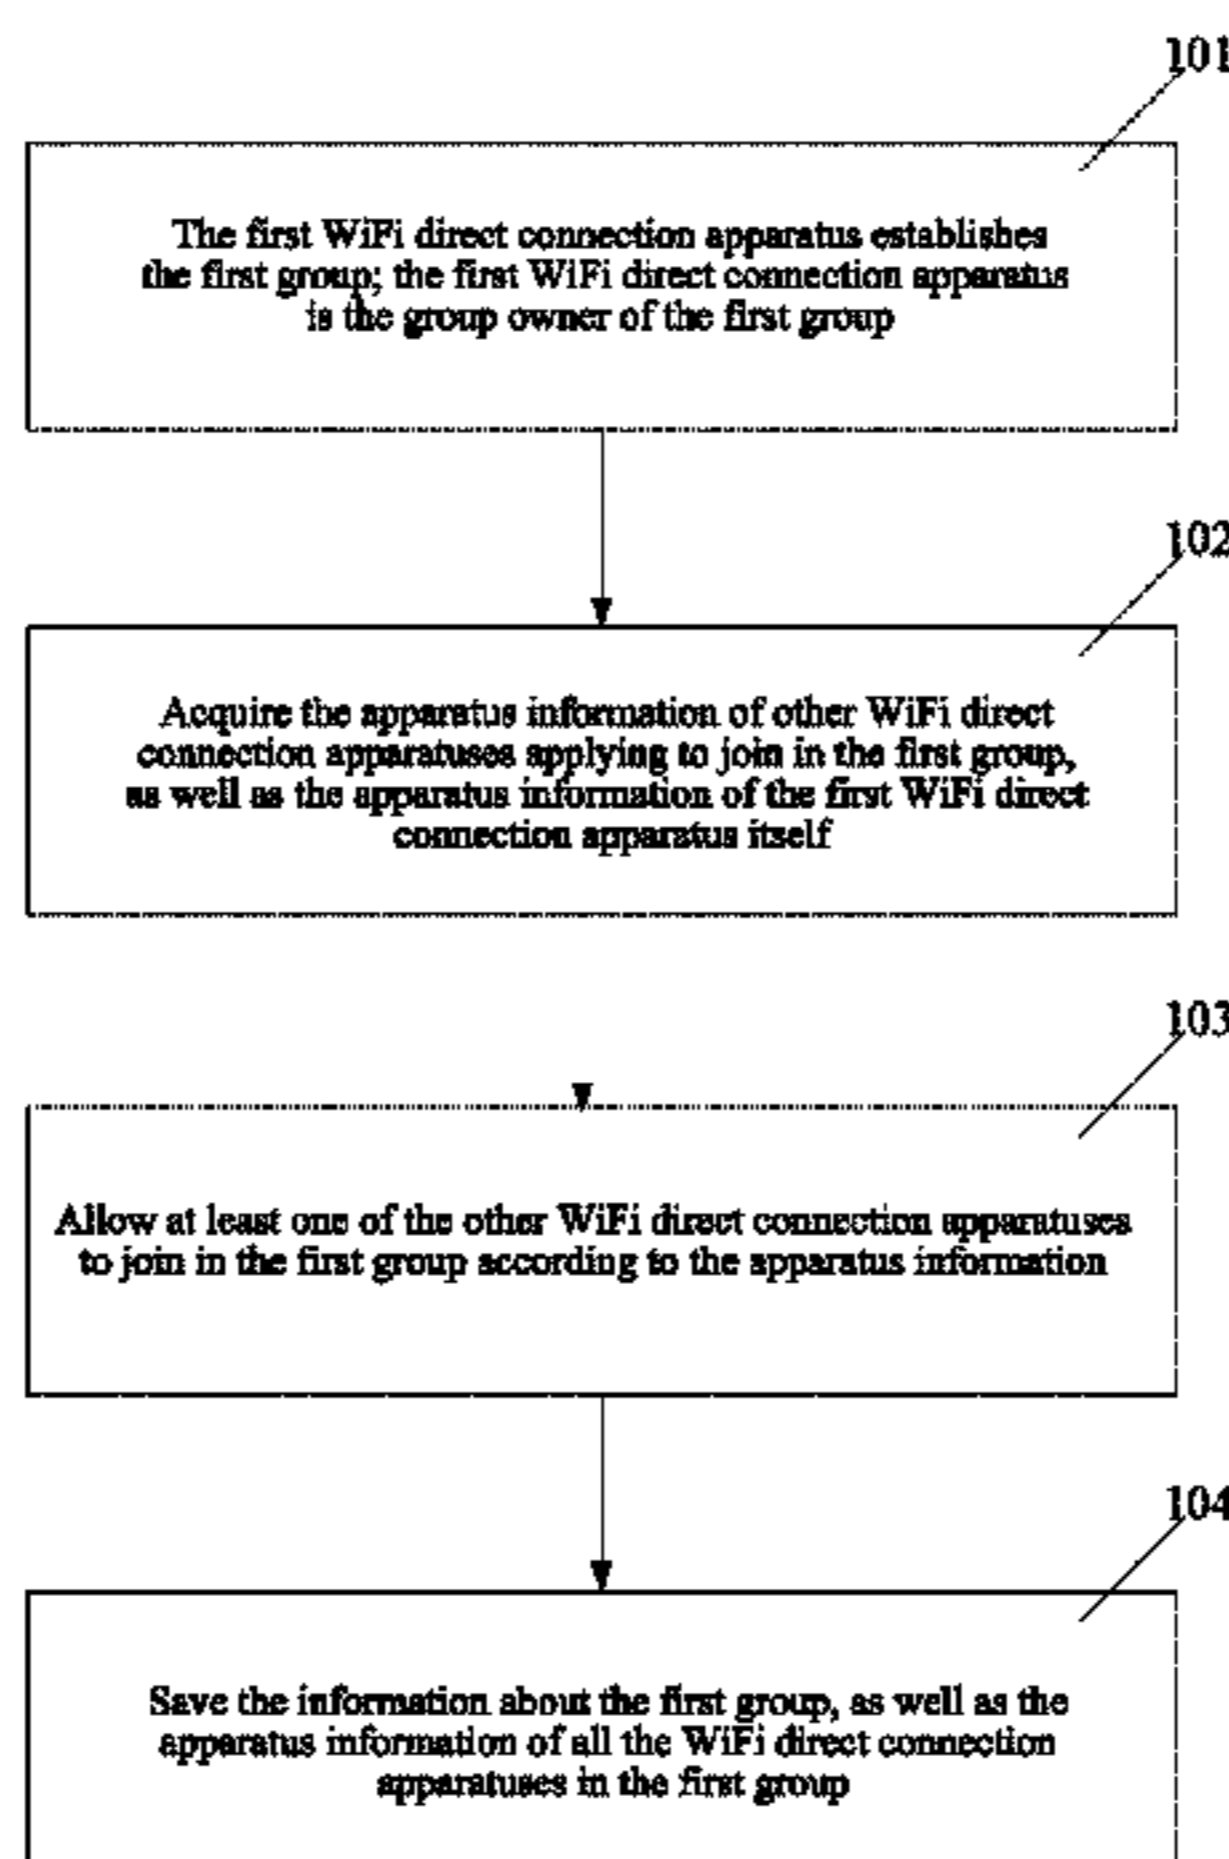 101
The first WiFi direct connection apparatus establishes
the first group; the first WiFi direct connection apparatus
is the group owner of the first group
102
Acquire the apparatus information of other WiFi direct
connection apparatuses applying to join in the first group,
as well as the apparatus information of the first WiFi direct
connection apparatus itself
103
Allow at least one of the other WiFi direct connection apparatuses
to join in the first group according to the apparatus information
104
Save the information about the first group, as well as the
apparatus information of all the WiFi direct connection
apparatuses in the first group